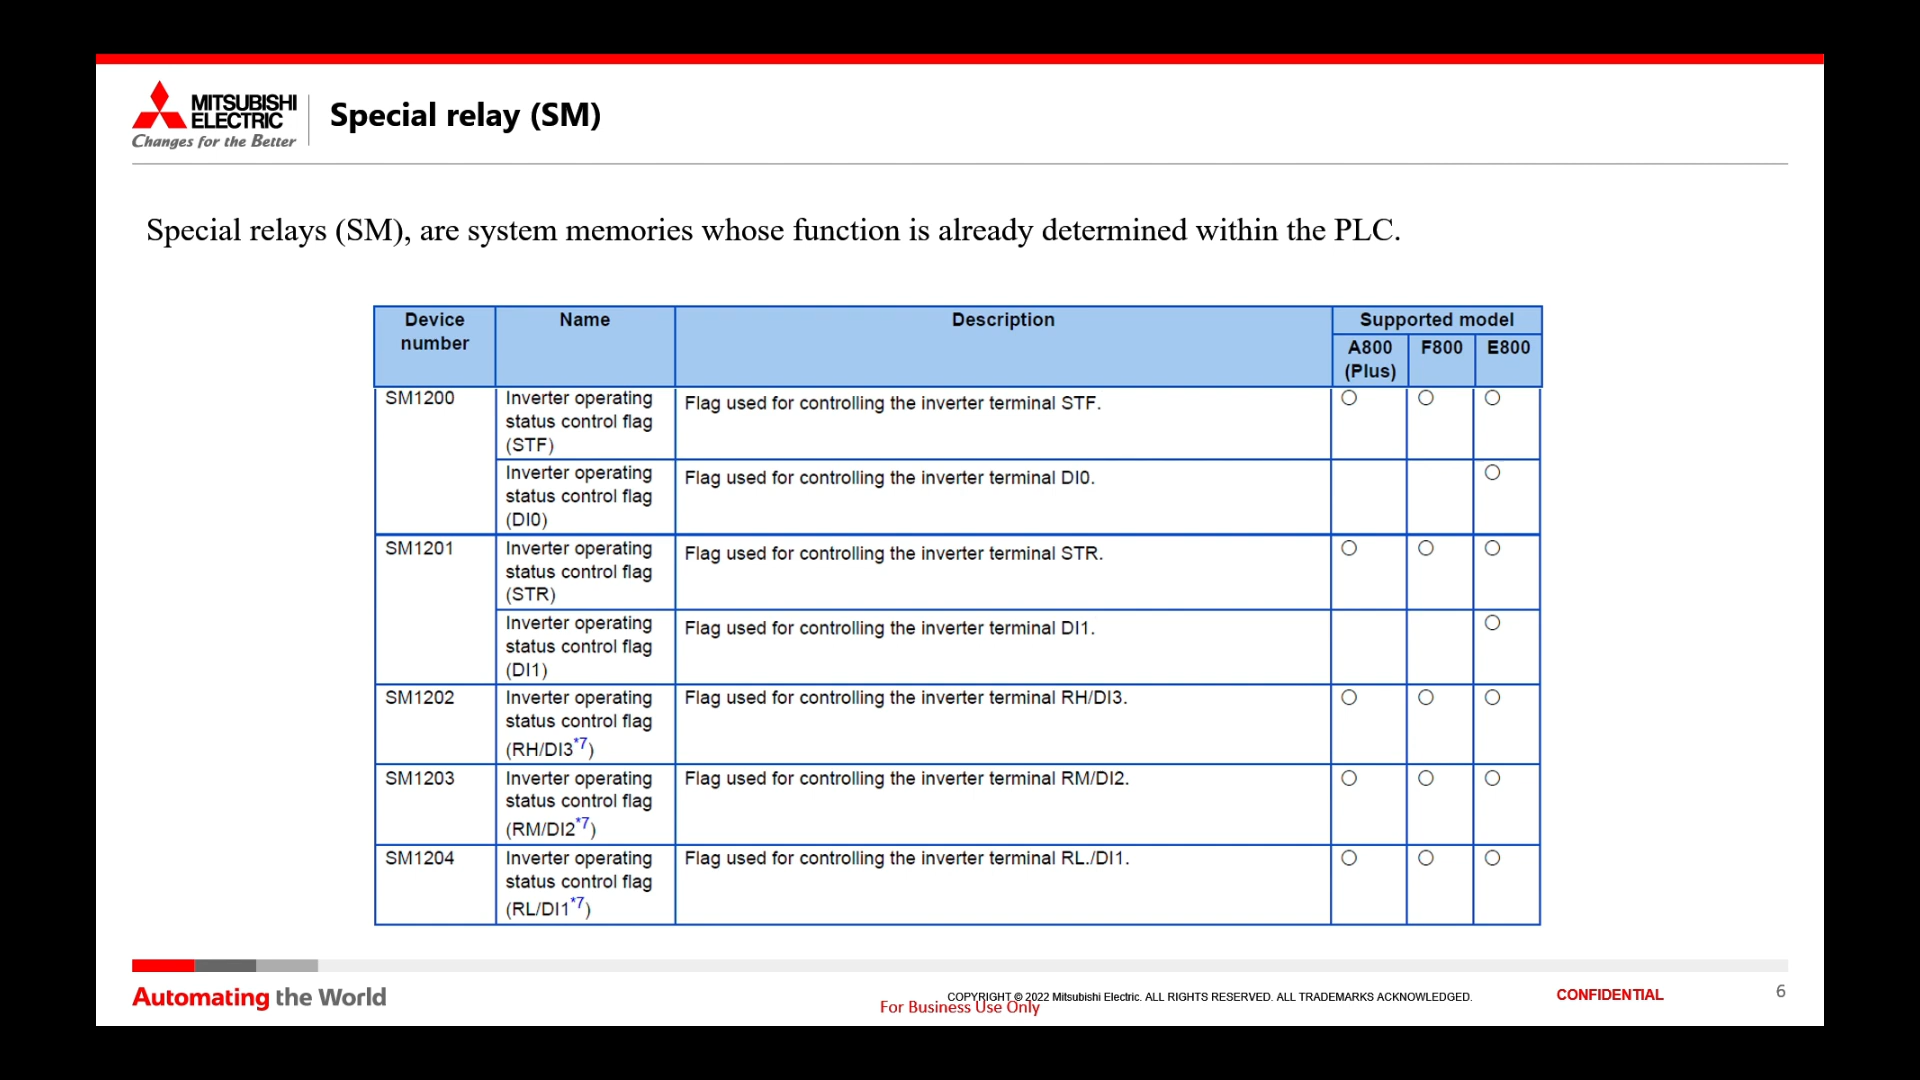 MITSUBISHI
ELECTRIC
Changes for the Better
Special relay (SM)
Special relays (SM), are system memories whose function is already determined within the PLC.
Device number Name Description Supported model
A800 (Plus) F800 E800
SM1200 Inverter operating status control flag (STF) Flag used for controlling the inverter terminal STF. ○ ○ ○
Inverter operating status control flag (DI0) Flag used for controlling the inverter terminal DI0. ○
SM1201 Inverter operating status control flag (STR) Flag used for controlling the inverter terminal STR. ○ ○ ○
Inverter operating status control flag (DI1) Flag used for controlling the inverter terminal DI1. ○
SM1202 Inverter operating status control flag (RH/DI3*7) Flag used for controlling the inverter terminal RH/DI3. ○ ○ ○
SM1203 Inverter operating status control flag (RM/DI2*7) Flag used for controlling the inverter terminal RM/DI2. ○ ○ ○
SM1204 Inverter operating status control flag (RL/DI1*7) Flag used for controlling the inverter terminal RL./DI1. ○ ○ ○
Automating the World
COPYRIGHT © 2022 Mitsubishi Electric. ALL RIGHTS RESERVED. ALL TRADEMARKS ACKNOWLEDGED.
For Business Use Only
CONFIDENTIAL
6